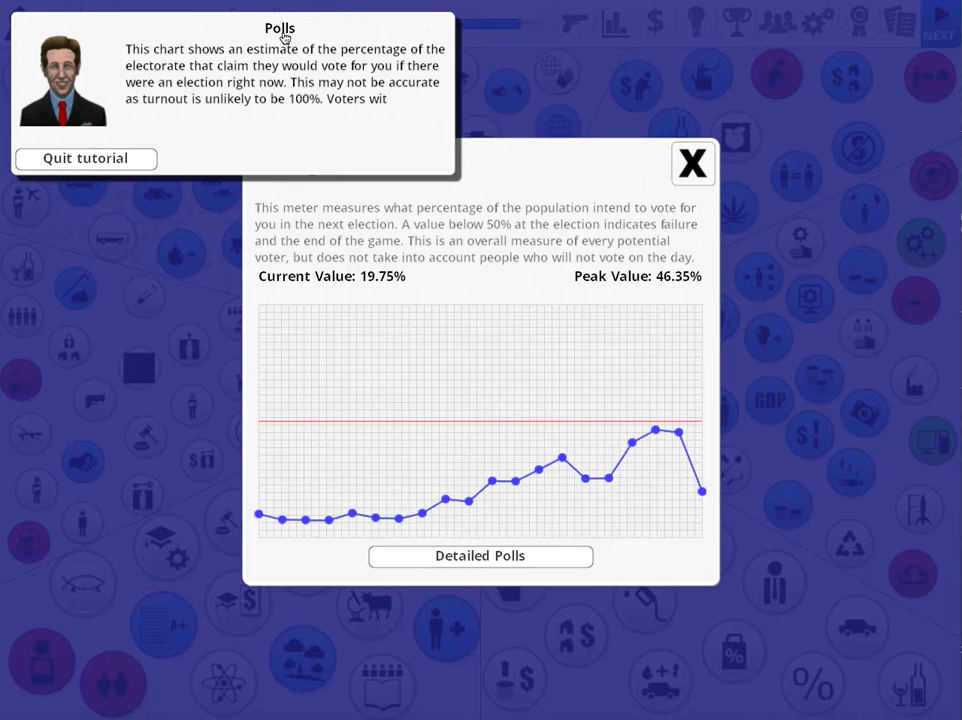 Polls
This chart shows an estimate of the percentage of the
electorate that claim they would vote for you if there
were an election right now. This may not be accurate
as turnout is unlikely to be 100%. Voters wit
Quit tutorial
NEXT
X
This meter measures what percentage of the population intend to vote for
you in the next election. A value below 50% at the election indicates failure
and the end of the game. This is an overall measure of every potential
voter, but does not take into account people who will not vote on the day.
Current Value: 19.75%
Peak Value: 46.35%
GDP
Detailed Polls